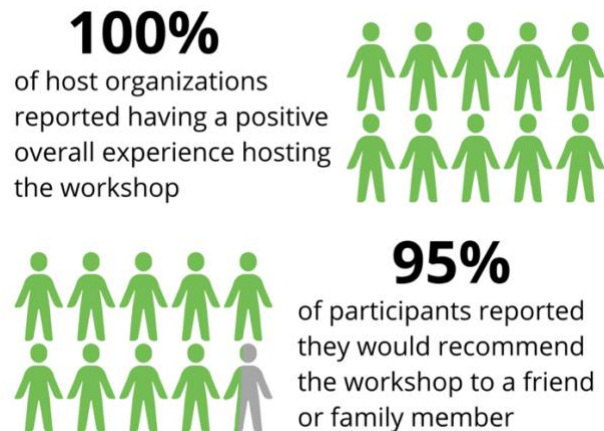 100%
of host organizations
reported having a positive
overall experience hosting
the workshop
95%
of participants reported
they would recommend
the workshop to a friend
or family member